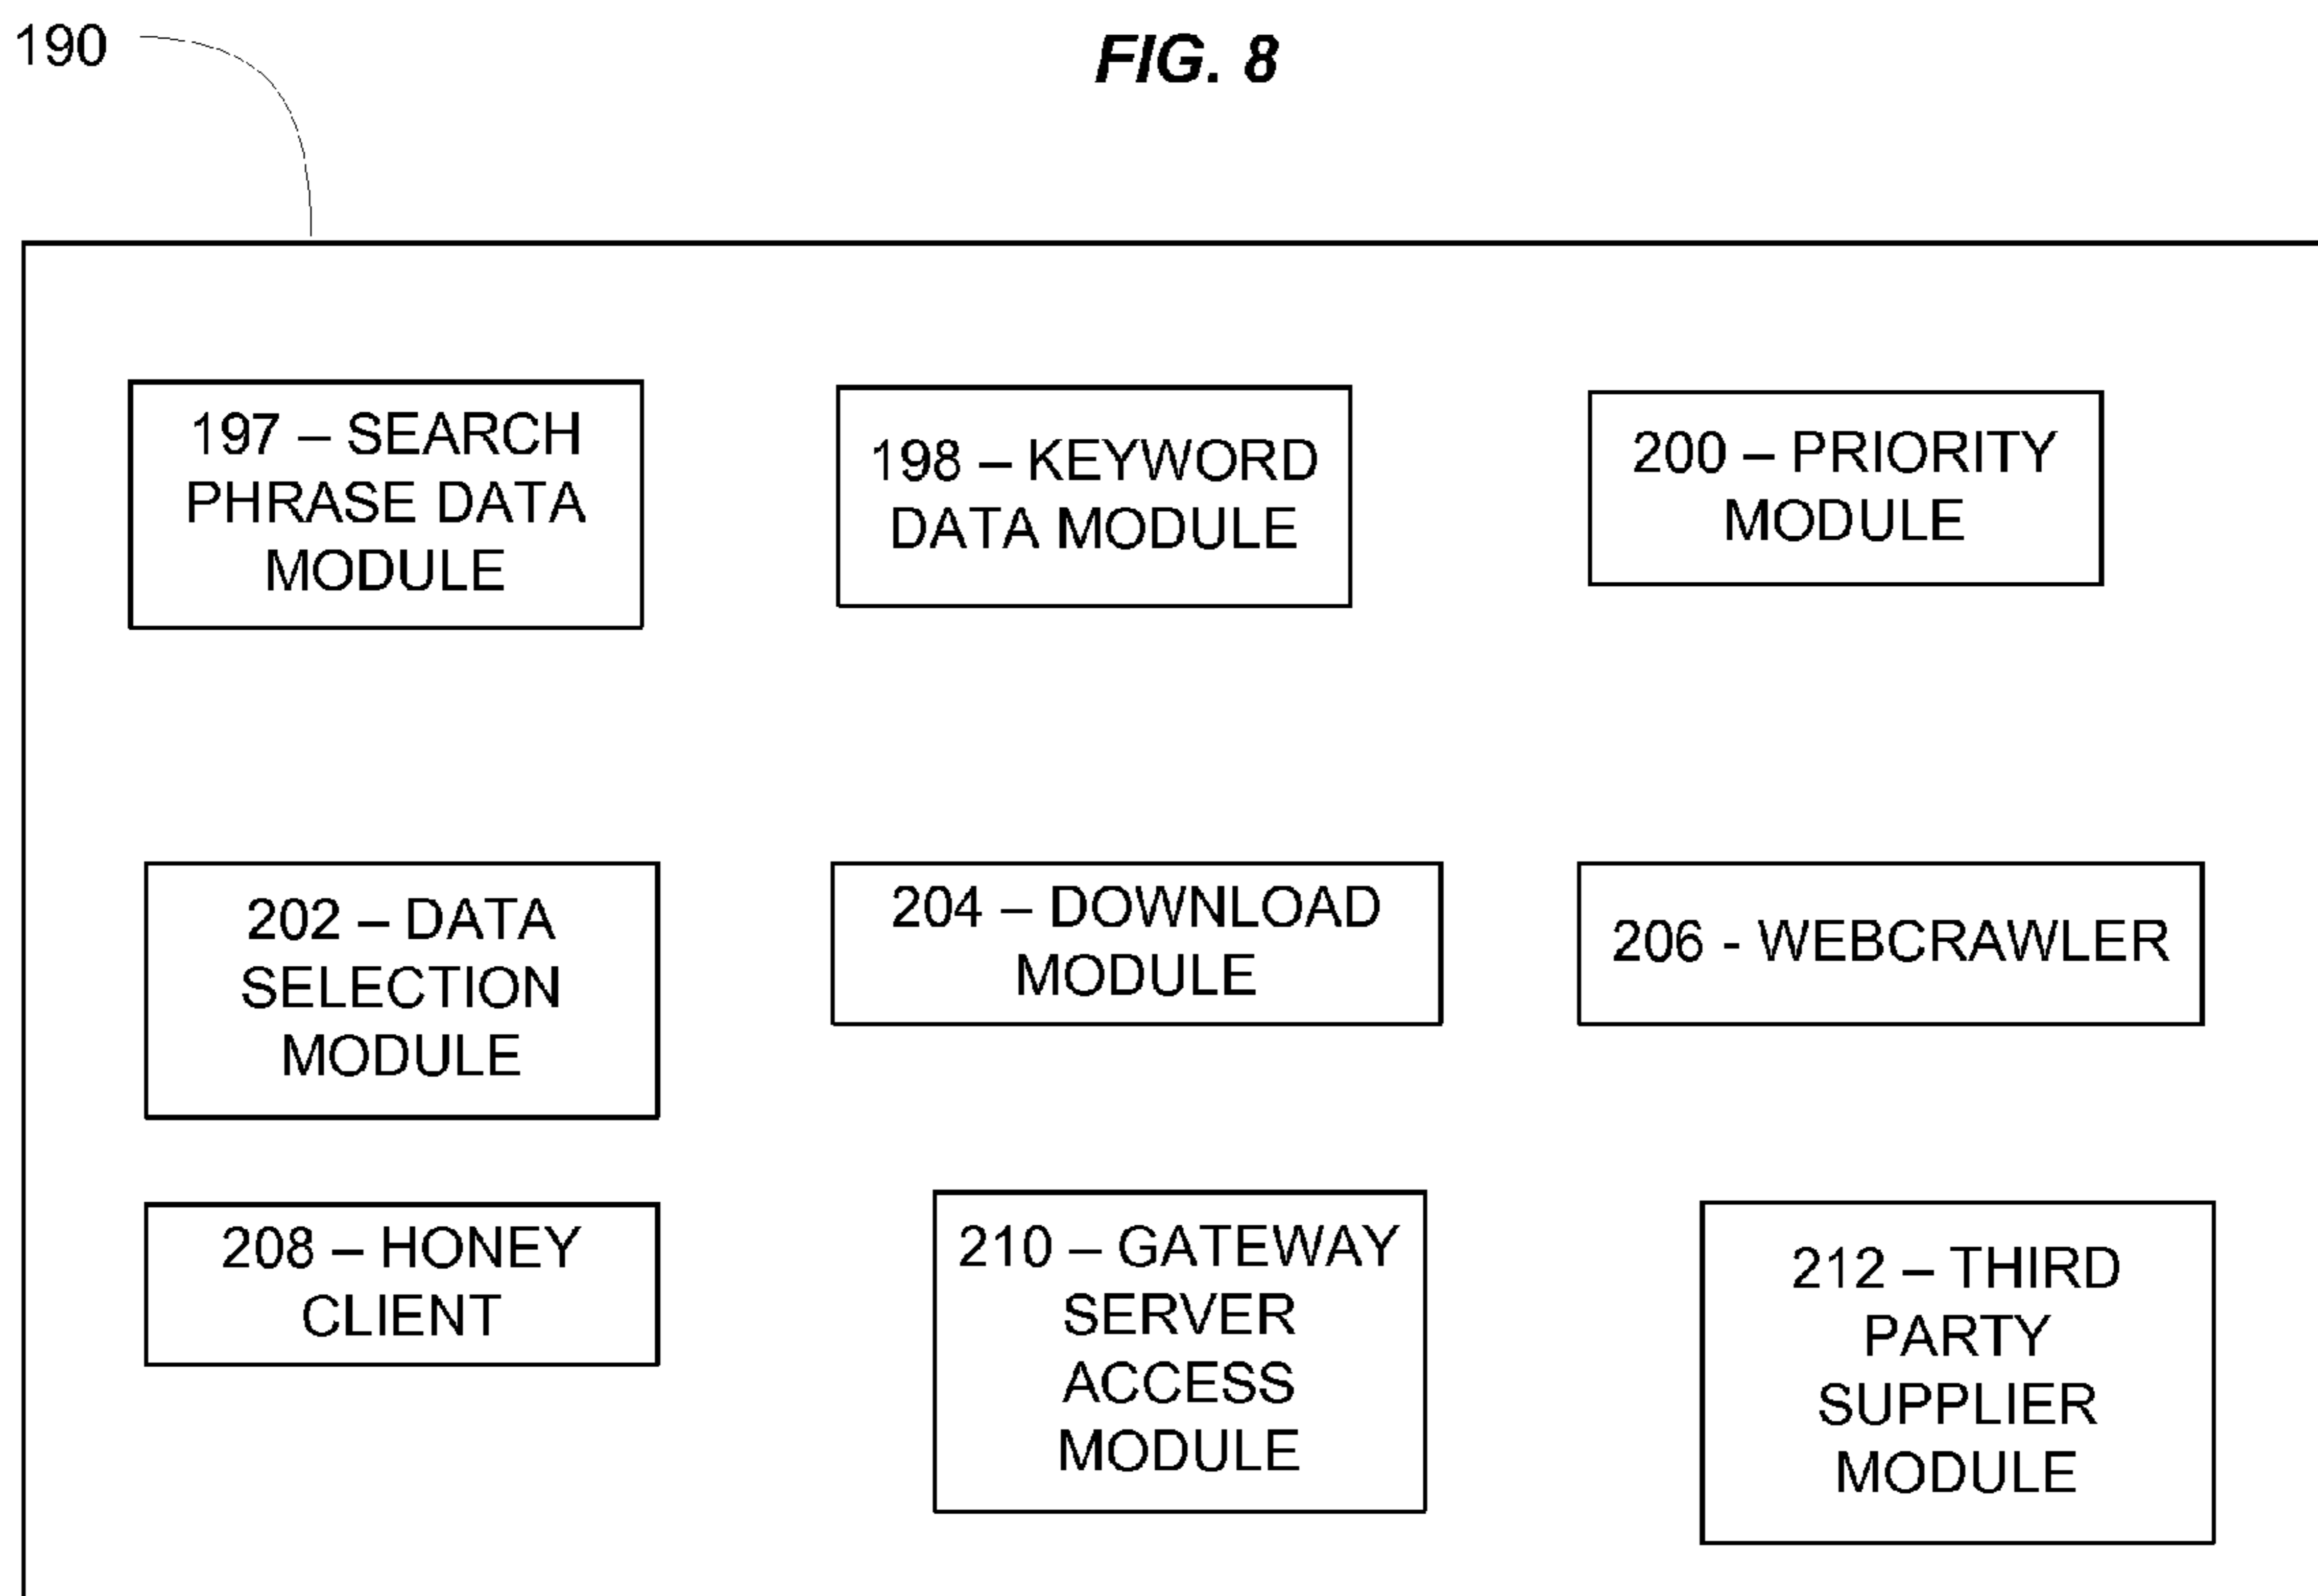 190
FIG. 8
197 – SEARCH
PHRASE DATA
MODULE
198 – KEYWORD
DATA MODULE
200 – PRIORITY
MODULE
202 – DATA
SELECTION
MODULE
204 – DOWNLOAD
MODULE
206 - WEBCRAWLER
208 – HONEY
CLIENT
210 – GATEWAY
SERVER
ACCESS
MODULE
212 – THIRD
PARTY
SUPPLIER
MODULE